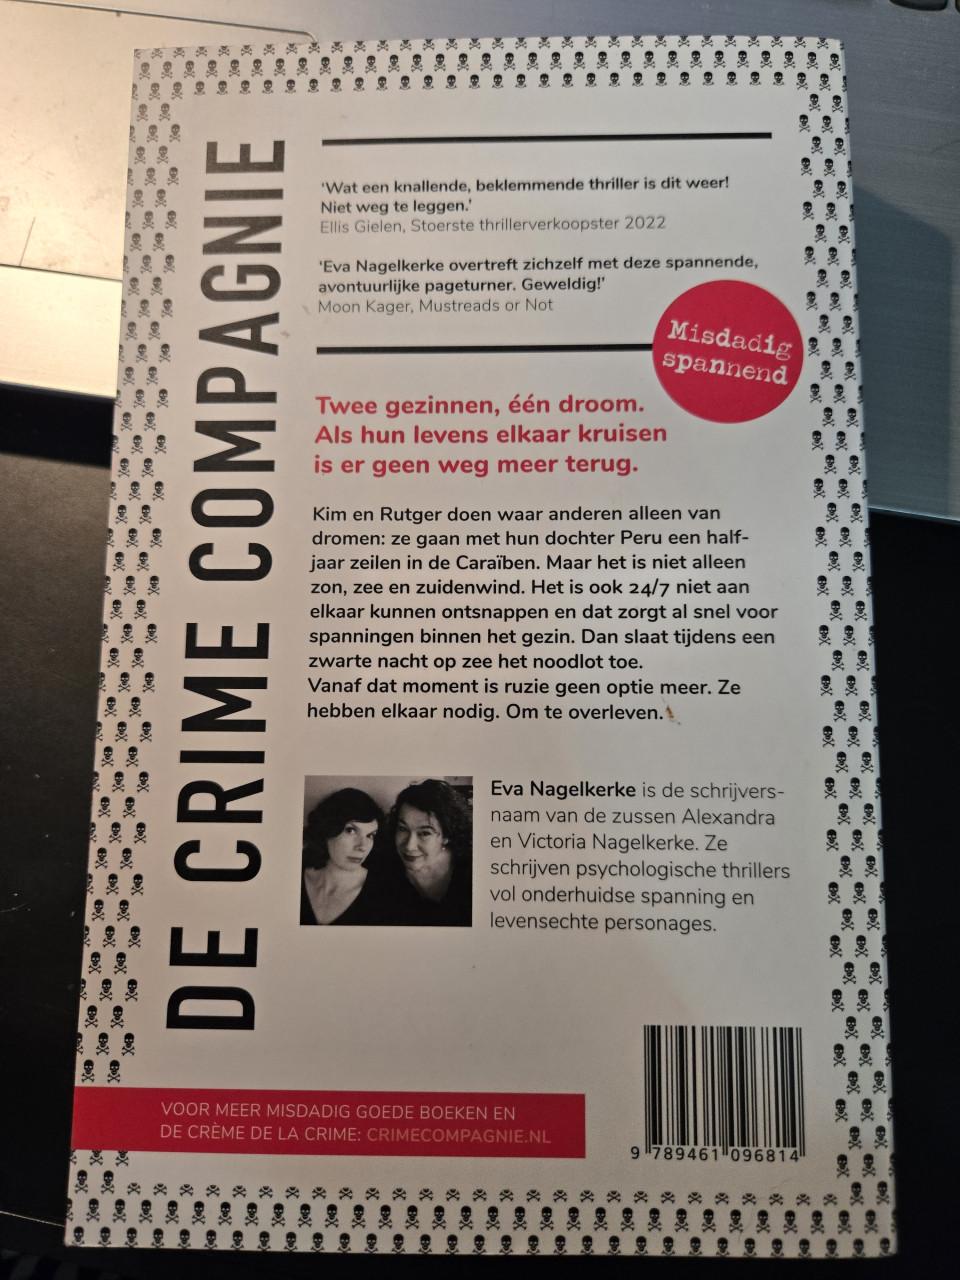 DE CRIME COMPAGNIE
'Wat een knallende, beklemmende thriller is dit weer!
Niet weg te leggen.'
Ellis Gielen, Stoerste thrillerverkoopster 2022
'Eva Nagelkerke overtreft zichzelf met deze spannende,
avontuurlijke pageturner. Geweldig!'
Moon Kager, Mustreads or Not
Misdadig
spannend
Twee gezinnen, één droom.
Als hun levens elkaar kruisen
is er geen weg meer terug.
Kim en Rutger doen waar anderen alleen van
dromen: ze gaan met hun dochter Peru een half-
jaar zeilen in de Caraïben. Maar het is niet alleen
zon, zee en zuidenwind. Het is ook 24/7 niet aan
elkaar kunnen ontsnappen en dat zorgt al snel voor
spanningen binnen het gezin. Dan slaat tijdens een
zwarte nacht op zee het noodlot toe.
Vanaf dat moment is ruzie geen optie meer. Ze
hebben elkaar nodig. Om te overleven.
Eva Nagelkerke is de schrijvers-
naam van de zussen Alexandra
en Victoria Nagelkerke. Ze
schrijven psychologische thrillers
vol onderhuidse spanning en
levensechte personages.
VOOR MEER MISDADIG GOEDE BOEKEN EN
DE CRÈME DE LA CRIME: CRIMECOMPAGNIE.NL
9 789461 096814